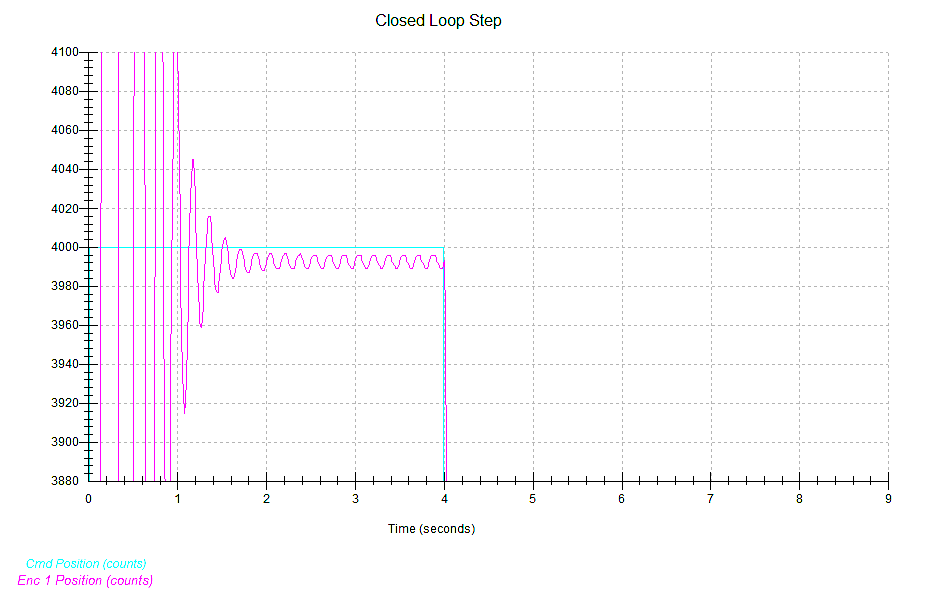 Closed Loop Step
4100
4080
4060
4040
4020
4000
3980
3960
3940
3920
3900
3880
0 1 2 3 4 5 6 7 8 9
Time (seconds)
Cmd Position (counts)
Enc 1 Position (counts)